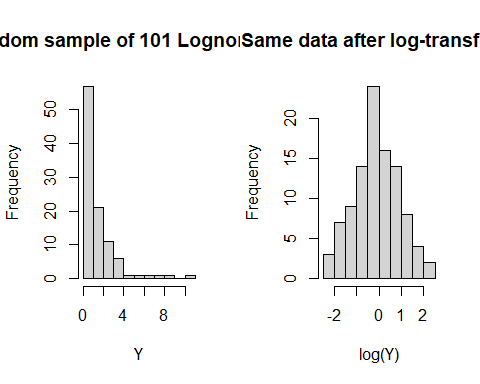 dom sample of 101 Lognor
Same data after log-transf
Frequency
0 10 20 30 40 50
0 4 8
Y
Frequency
0 5 10 15 20
-2 0 1 2
log(Y)